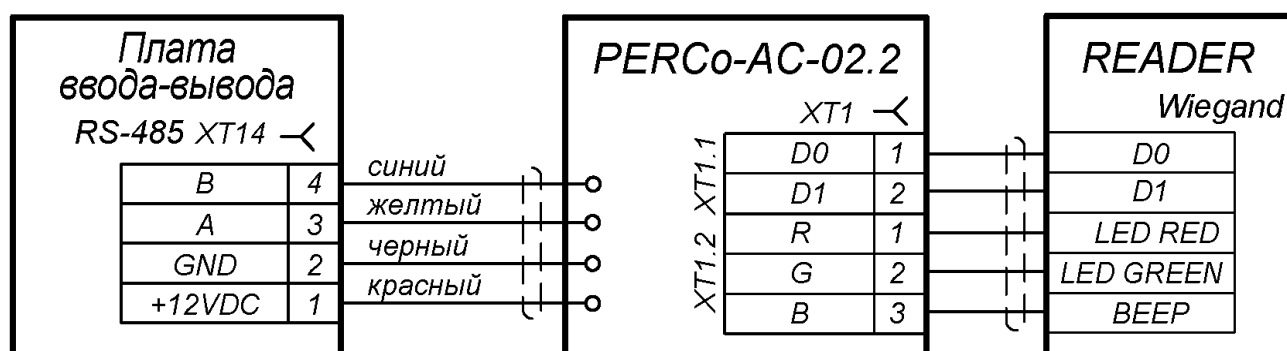 Плата
ввода-вывода
RS-485 XT14
B 4
A 3
GND 2
+12VDC 1
синий
желтый
черный
красный
PERCo-AC-02.2
XT1
XT1.1
D0 1
D1 2
XT1.2
R 1
G 2
B 3
READER
Wiegand
D0
D1
LED RED
LED GREEN
BEEP